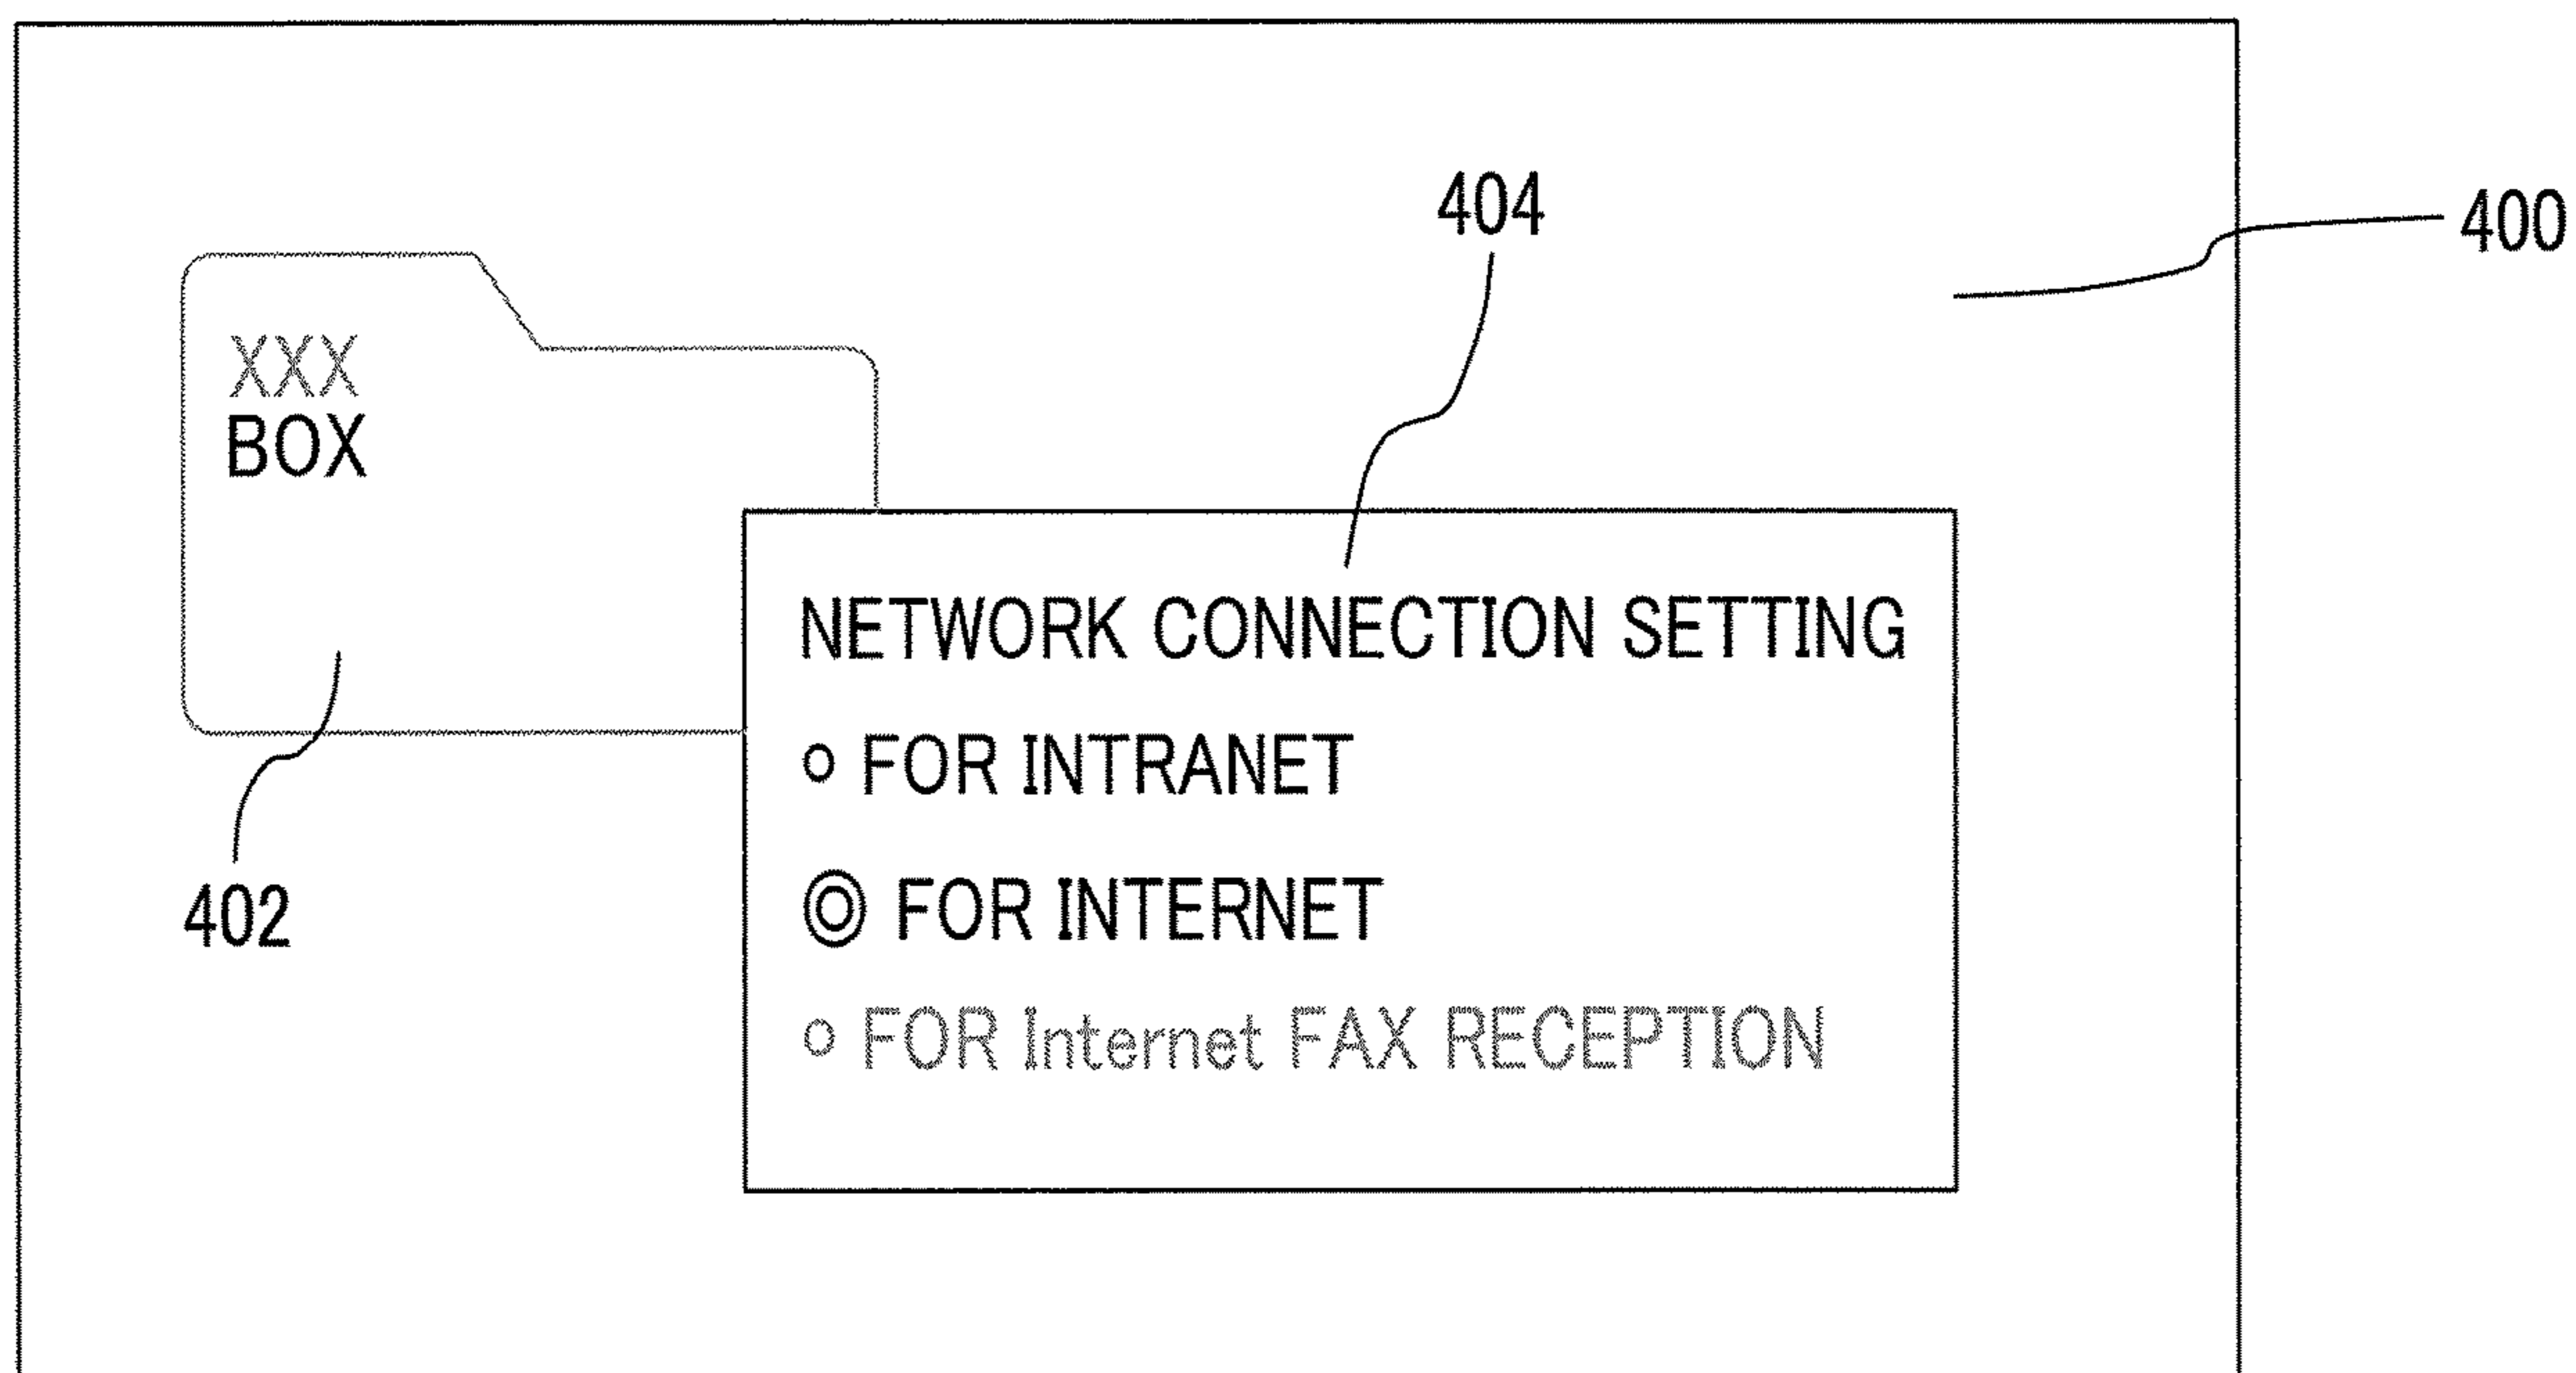 404
400
XXX
BOX
NETWORK CONNECTION SETTING
FOR INTRANET
FOR INTERNET
FOR Internet FAX RECEPTION
402